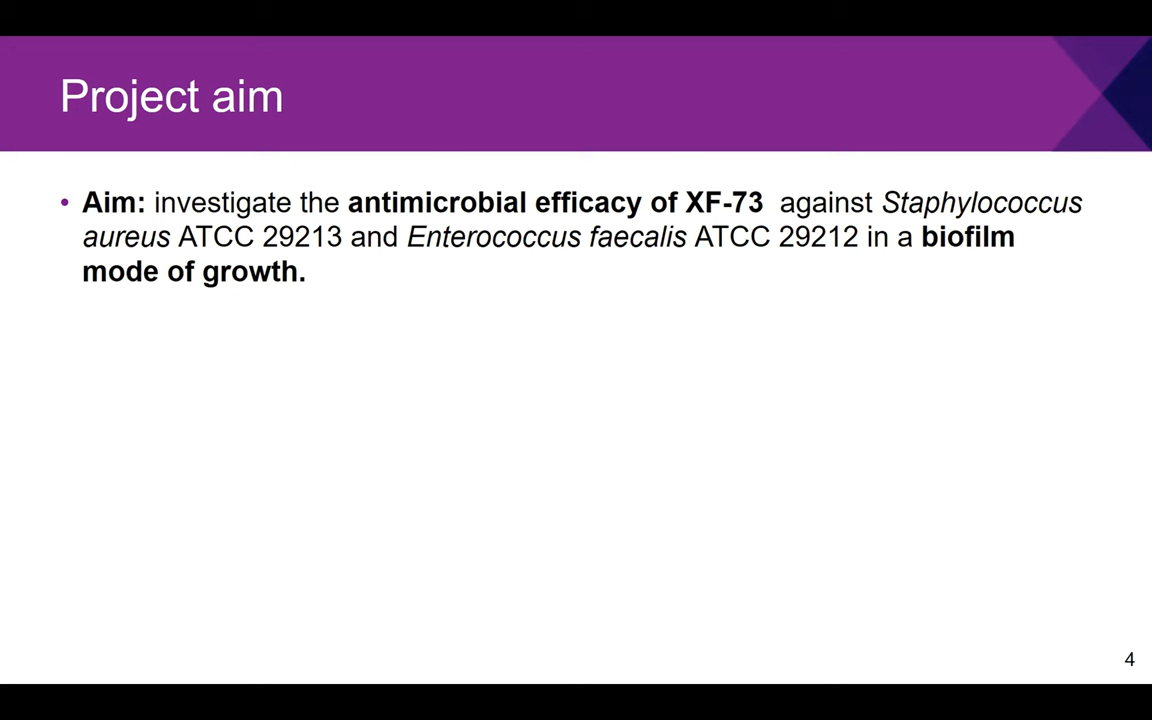 Project aim
• Aim: investigate the antimicrobial efficacy of XF-73 against Staphylococcus
aureus ATCC 29213 and Enterococcus faecalis ATCC 29212 in a biofilm
mode of growth.
4